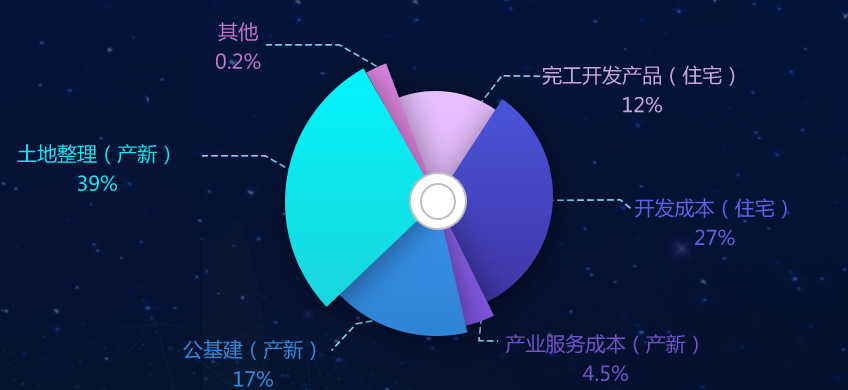 其他
0.2%
完工开发产品（住宅）
12%
土地整理（产新）
39%
开发成本（住宅）
27%
公基建（产新）
17%
产业服务成本（产新）
4.5%